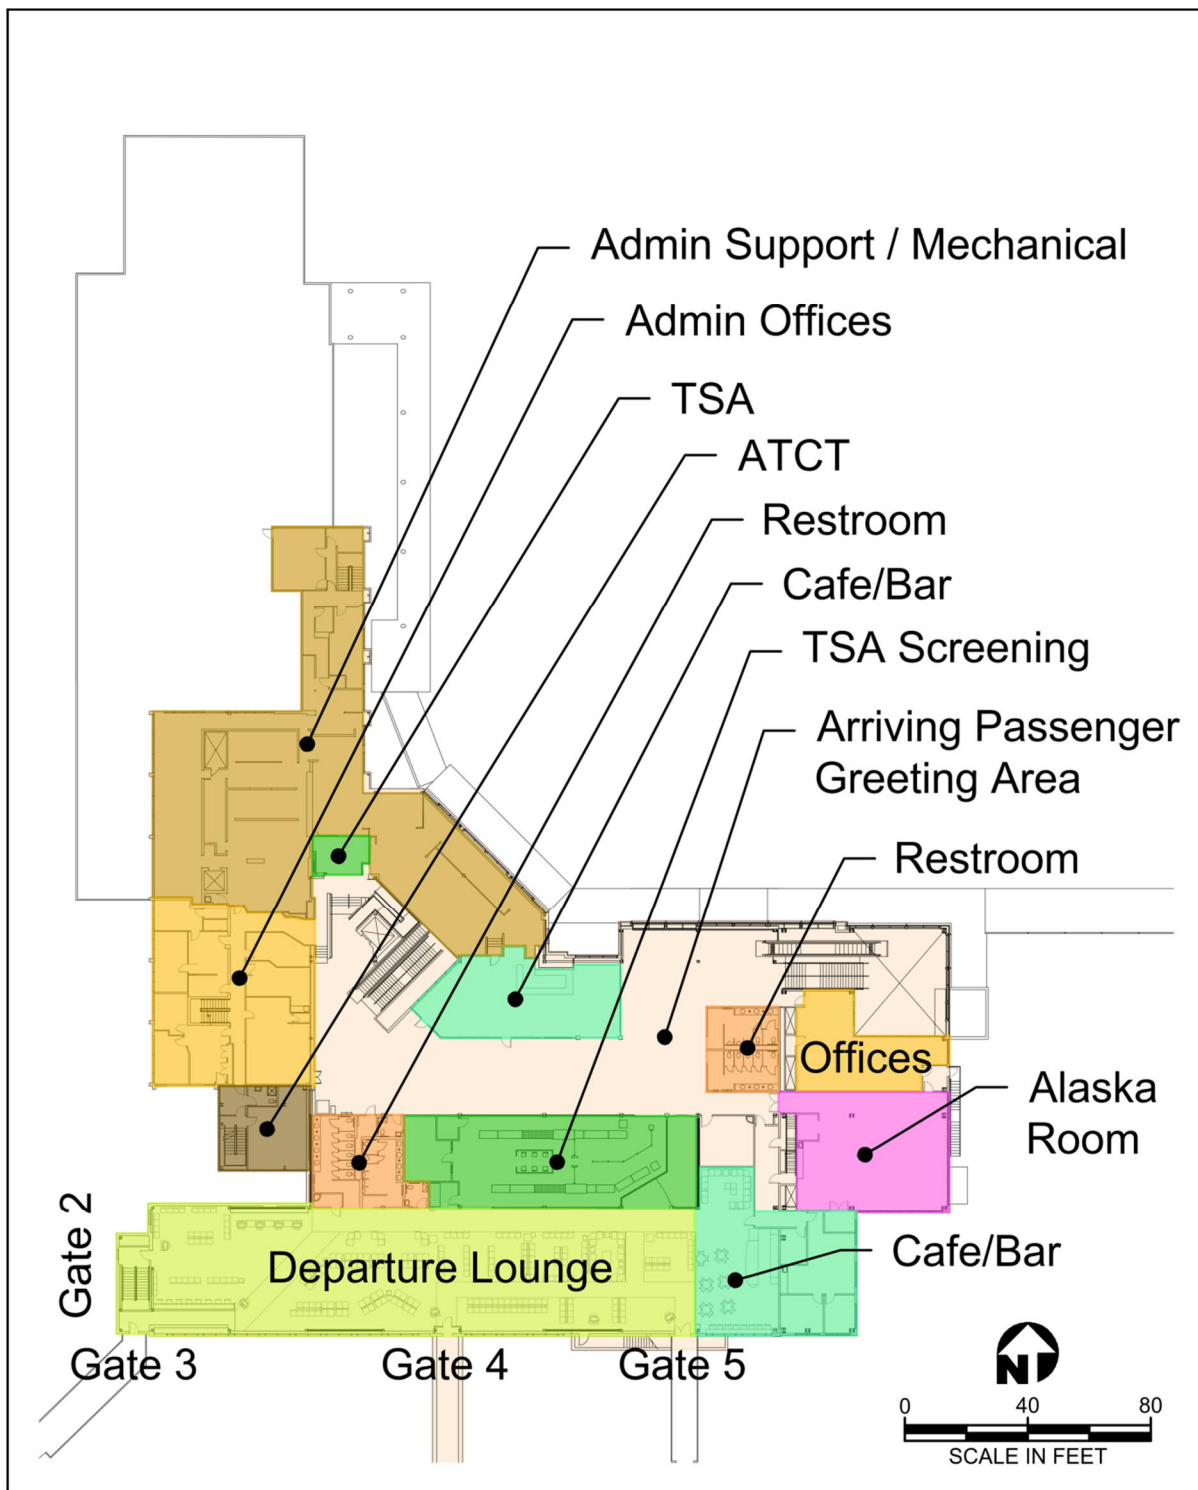 Admin Support / Mechanical
Admin Offices
TSA
ATCT
Restroom
Cafe/Bar
TSA Screening
Arriving Passenger
Greeting Area
Restroom
Offices
Alaska
Room
Gate 2
Departure Lounge
Cafe/Bar
Gate 3
Gate 4
Gate 5
N
0 40 80
SCALE IN FEET